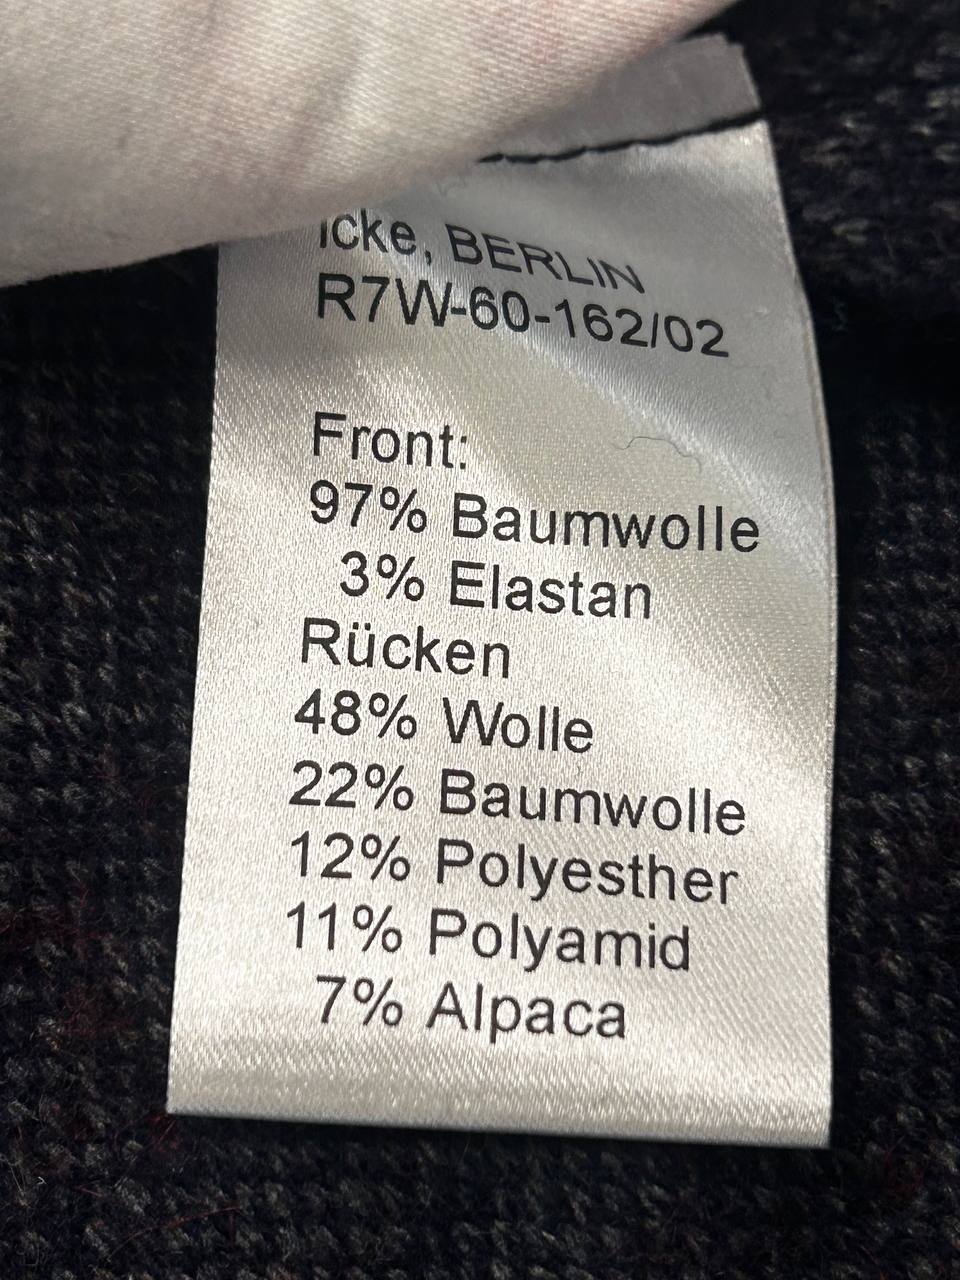 icke, BERLIN
R7W-60-162/02
Front:
97% Baumwolle
3% Elastan
Rücken
48% Wolle
22% Baumwolle
12% Polyesther
11% Polyamid
7% Alpaca